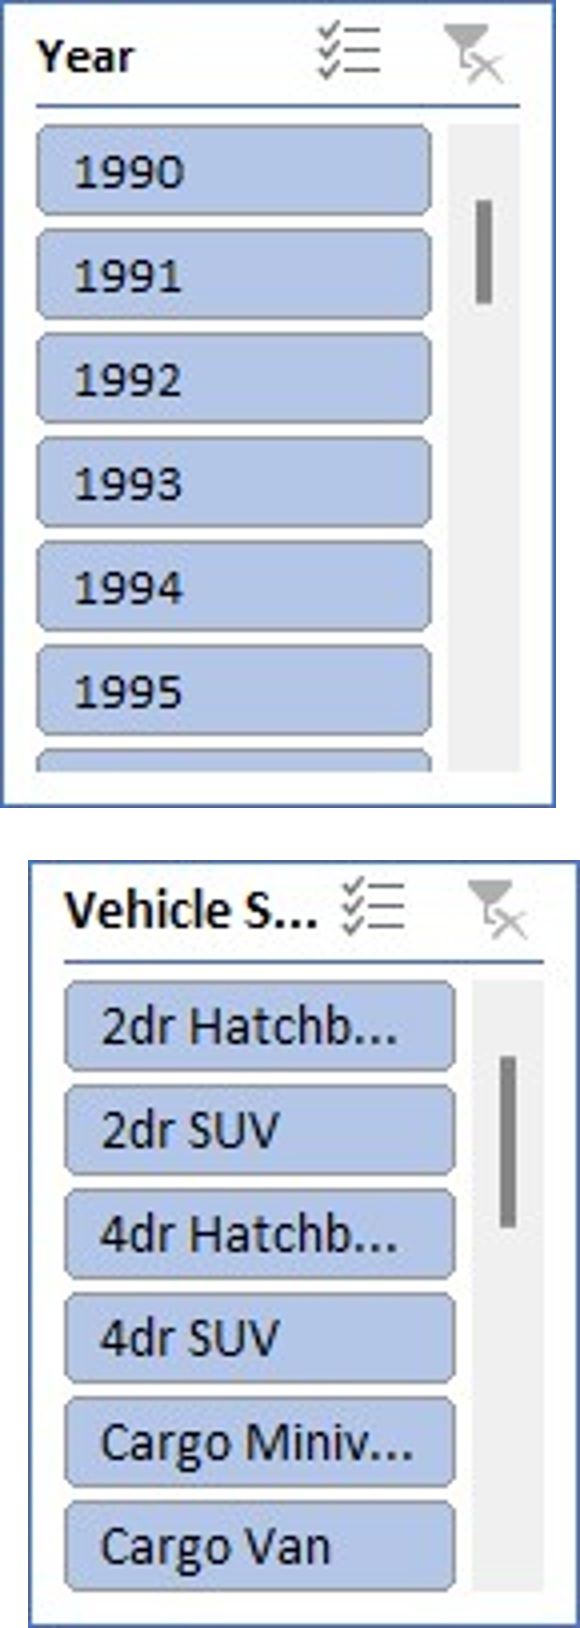 Year
1990
1991
1992
1993
1994
1995
Vehicle S...
2dr Hatchb...
2dr SUV
4dr Hatchb...
4dr SUV
Cargo Miniv...
Cargo Van